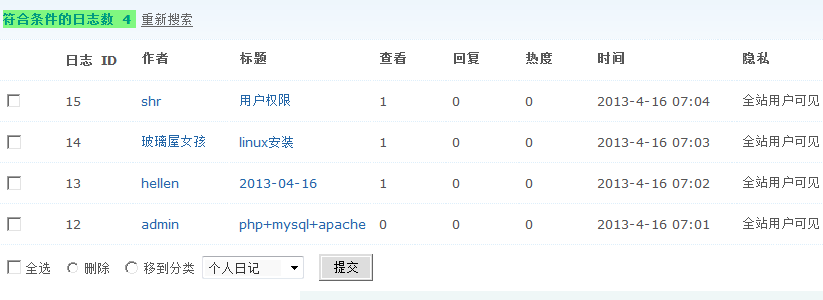 符合条件的日志数 4 重新搜索
日志 ID 作者 标题 查看 回复 热度 时间 隐私
15 shr 用户权限 1 0 0 2013-4-16 07:04 全站用户可见
14 玻璃屋女孩 linux安装 1 0 0 2013-4-16 07:03 全站用户可见
13 hellen 2013-04-16 1 0 0 2013-4-16 07:02 全站用户可见
12 admin php+mysql+apache 0 0 0 2013-4-16 07:01 全站用户可见
全选 删除 移到分类 个人日记 提交